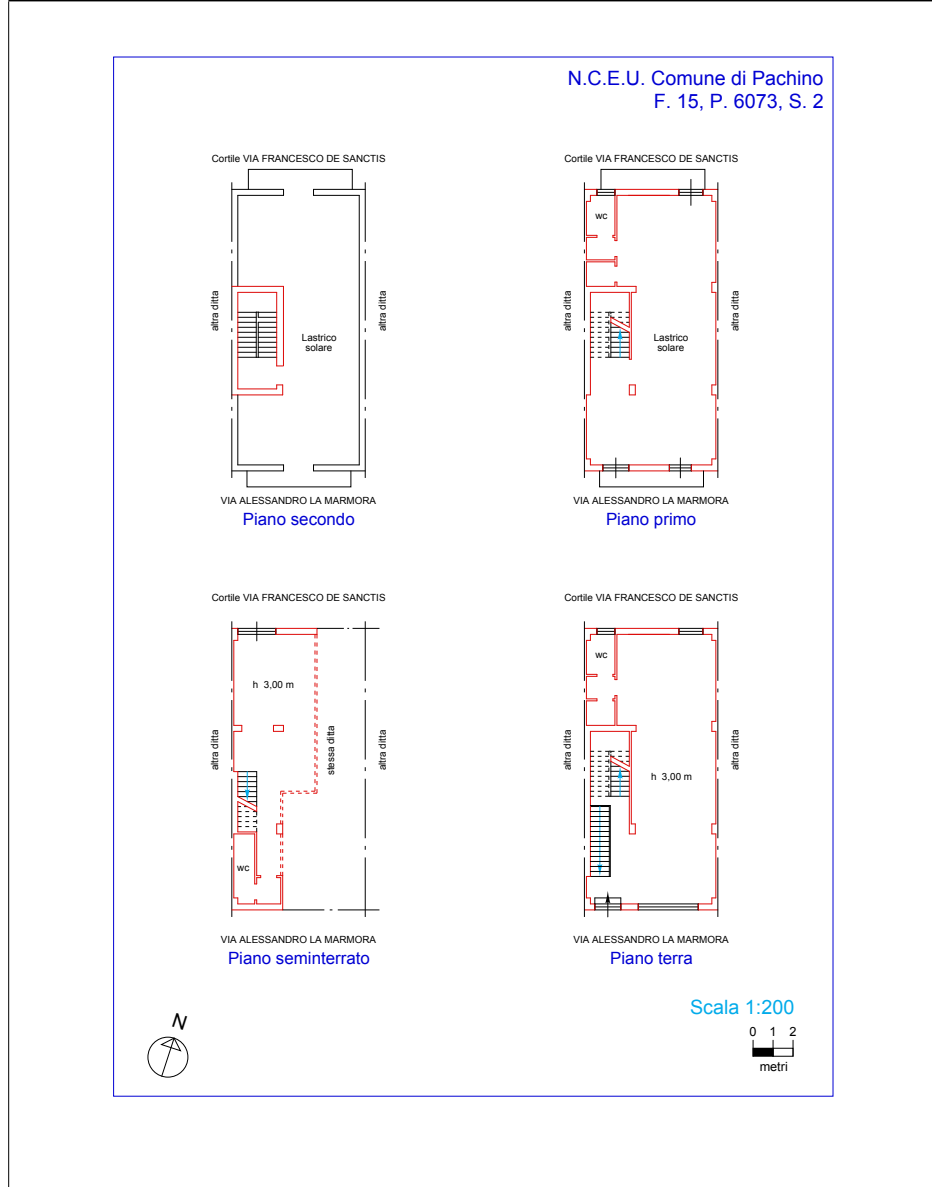 N.C.E.U. Comune di Pachino
F. 15, P. 6073, S. 2
Cortile VIA FRANCESCO DE SANCTIS
altra ditta
Lastrico
solare
altra ditta
VIA ALESSANDRO LA MARMORA
Piano secondo
Cortile VIA FRANCESCO DE SANCTIS
wc
altra ditta
Lastrico
solare
altra ditta
VIA ALESSANDRO LA MARMORA
Piano primo
Cortile VIA FRANCESCO DE SANCTIS
h 3,00 m
altra ditta
stessa ditta
altra ditta
wc
VIA ALESSANDRO LA MARMORA
Piano seminterrato
Cortile VIA FRANCESCO DE SANCTIS
wc
altra ditta
h 3,00 m
altra ditta
VIA ALESSANDRO LA MARMORA
Piano terra
N
Scala 1:200
0 1 2
metri